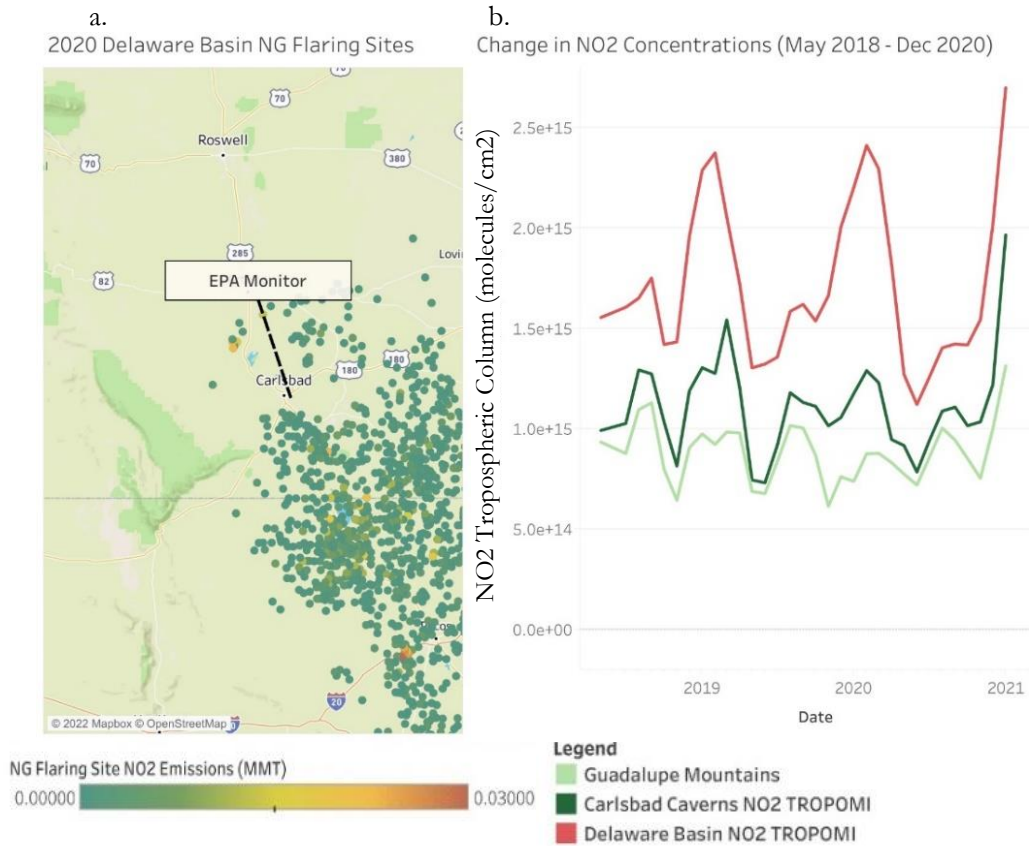 a.
2020 Delaware Basin NG Flaring Sites
70
70
Roswell
70
380
285
82
EPA Monitor
Carlsbad
180
180
20
© 2022 Mapbox © OpenStreetMap
NG Flaring Site NO2 Emissions (MMT)
0.00000
0.03000
b.
Change in NO2 Concentrations (May 2018 - Dec 2020)
NO2 Tropospheric Column (molecules/cm2)
2.5e+15
2.0e+15
1.5e+15
1.0e+15
5.0e+14
0.0e+00
2019
2020
2021
Date
Legend
Guadalupe Mountains
Carlsbad Caverns NO2 TROPOMI
Delaware Basin NO2 TROPOMI